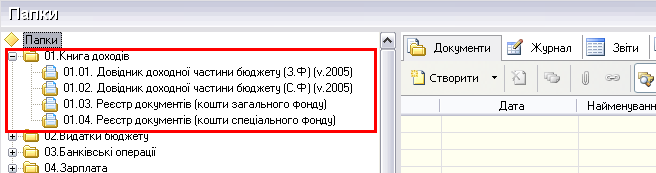 Папки
Папки
01.Книга доходів
01.01. Довідник доходної частини бюджету (З.Ф) (v.2005)
01.02. Довідник доходної частини бюджету (С.Ф) (v.2005)
01.03. Реєстр документів (кошти загального фонду)
01.04. Реєстр документів (кошти спеціального фонду)
02.Видатки бюджету
03.Банківські операції
04.Зарплата
Документи Журнал Звіти
Створити
Дата Найменуванн